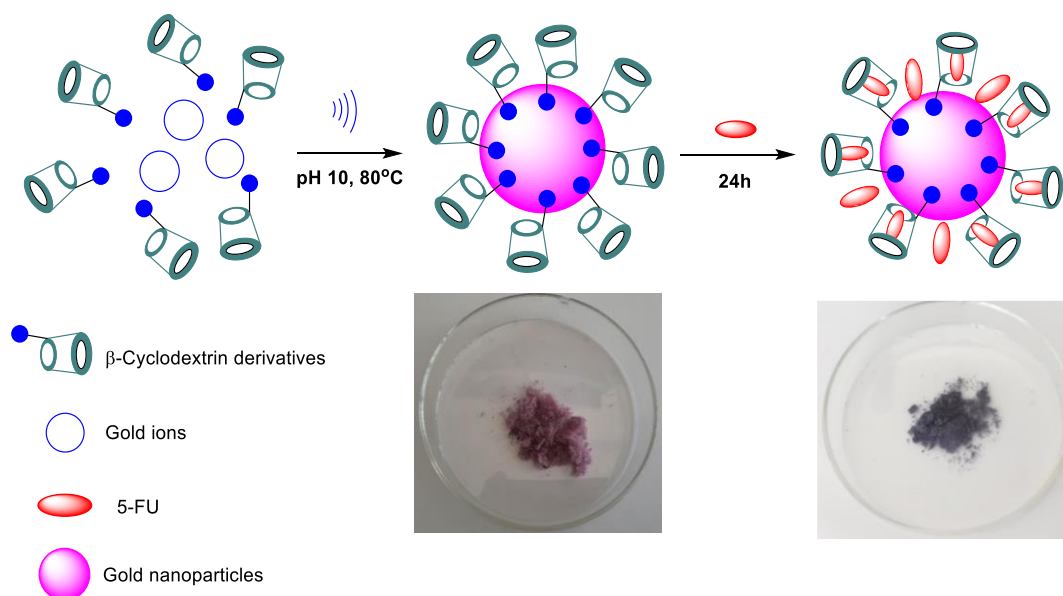 pH 10, 80°C
24h
β-Cyclodextrin derivatives
Gold ions
5-FU
Gold nanoparticles